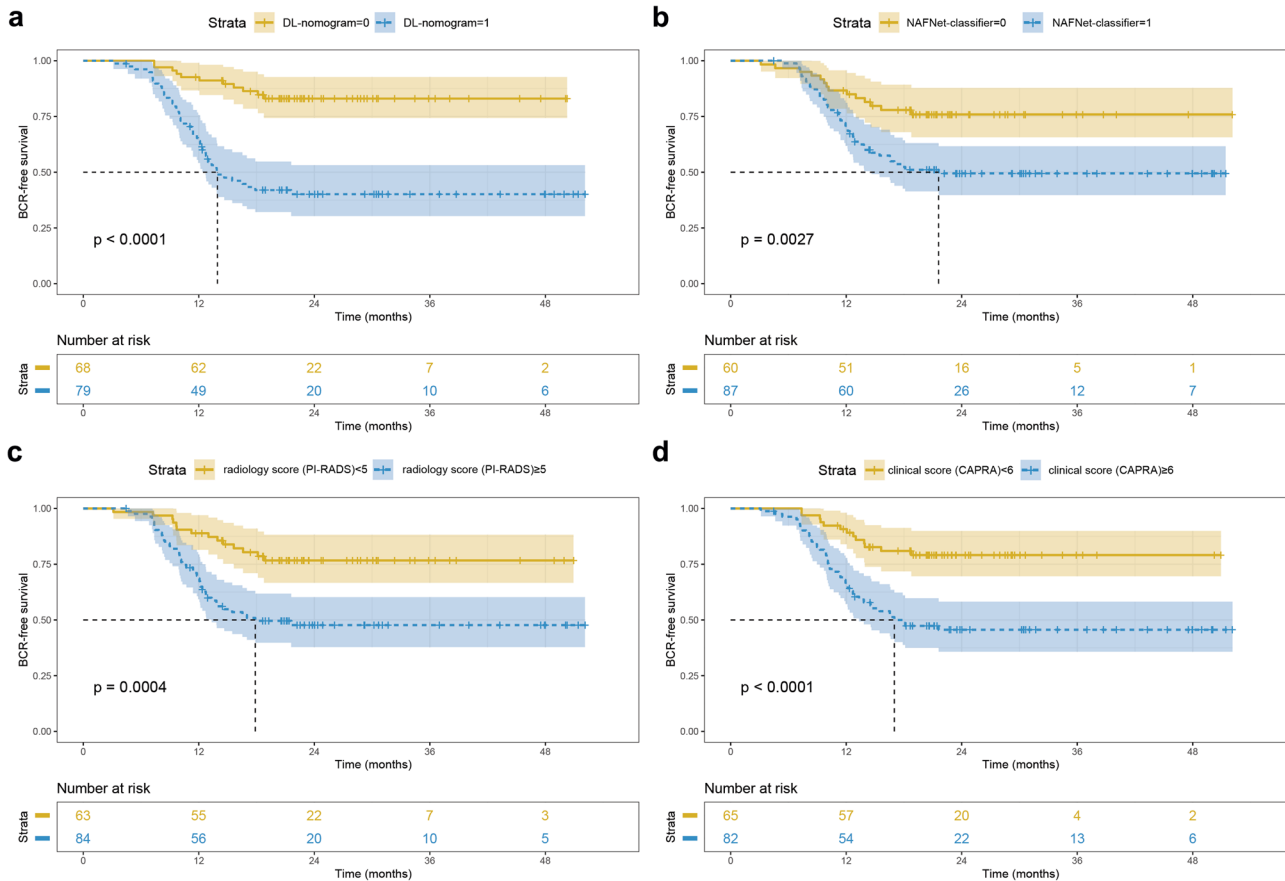 a
Strata DL-nomogram=0 DL-nomogram=1
BCR-free survival
1.00
0.75
0.50
0.25
0.00
p < 0.0001
0 12 24 36 48
Time (months)
Number at risk
Strata
68 62 22 7 2
79 49 20 10 6
0 12 24 36 48
Time (months)
b
Strata NAFNet-classifier=0 NAFNet-classifier=1
BCR-free survival
1.00
0.75
0.50
0.25
0.00
p = 0.0027
0 12 24 36 48
Time (months)
Number at risk
Strata
60 51 16 5 1
87 60 26 12 7
0 12 24 36 48
Time (months)
c
Strata radiology score (PI-RADS)<5 radiology score (PI-RADS)≥5
BCR-free survival
1.00
0.75
0.50
0.25
0.00
p = 0.0004
0 12 24 36 48
Time (months)
Number at risk
Strata
63 55 22 7 3
84 56 20 10 5
0 12 24 36 48
Time (months)
d
Strata clinical score (CAPRA)<6 clinical score (CAPRA)≥6
BCR-free survival
1.00
0.75
0.50
0.25
0.00
p < 0.0001
0 12 24 36 48
Time (months)
Number at risk
Strata
65 57 20 4 2
82 54 22 13 6
0 12 24 36 48
Time (months)